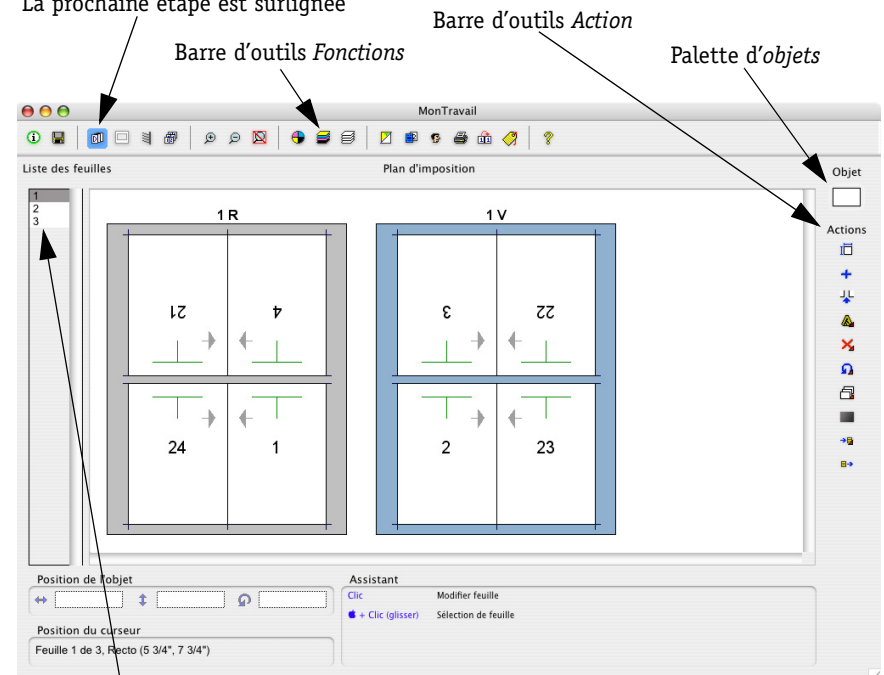 La prochaine étape est surlignée
Barre d'outils Action
Barre d'outils Fonctions
Palette d'objets
MonTravail
Liste des feuilles
Plan d'imposition
Objet
1
2
3
1 R
1 V
Actions
21
4
3
22
24
1
2
23
Position de l'objet
Assistant
Clic
Modifier feuille
+ Clic (glisser)
Sélection de feuille
Position du curseur
Feuille 1 de 3, Recto (5 3/4", 7 3/4")